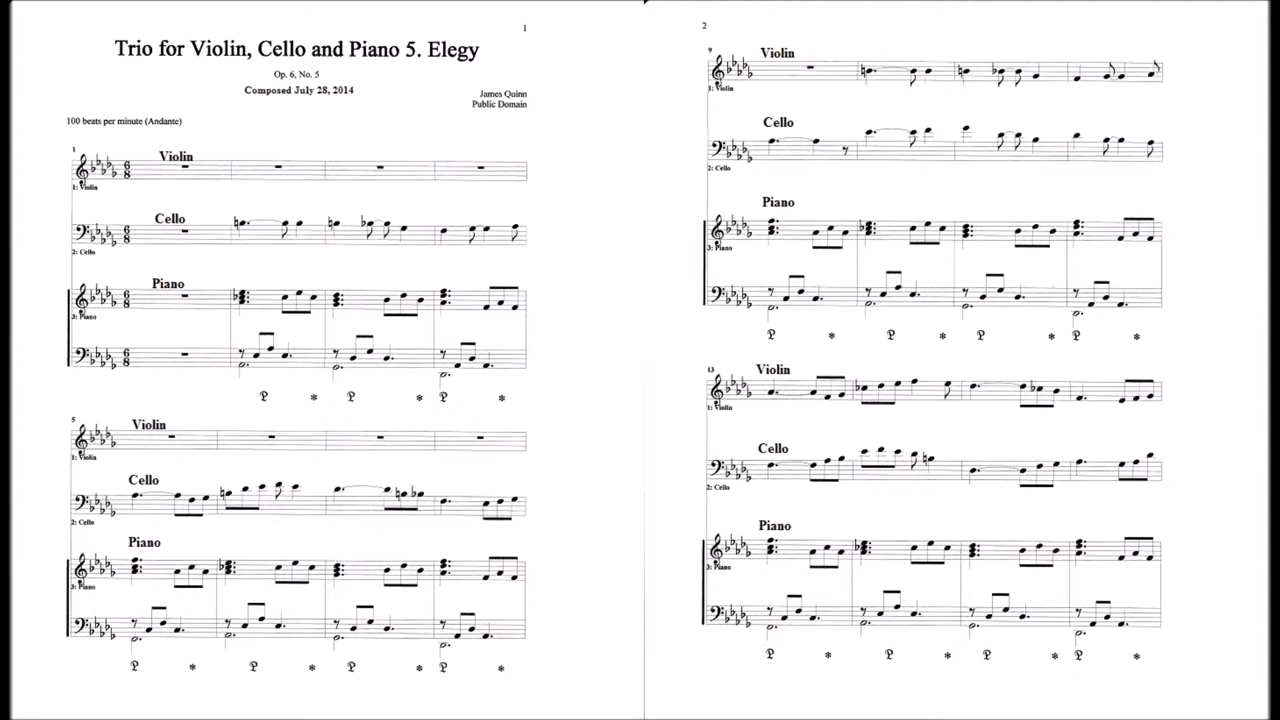 1
Trio for Violin, Cello and Piano 5. Elegy
Op. 6, No. 5
Composed July 28, 2014
James Quinn
Public Domain
100 beats per minute (Andante)
1
Violin
1: Violin
Cello
2: Cello
Piano
3: Piano
5
Violin
1: Violin
Cello
2: Cello
Piano
3: Piano
2
9
Violin
1: Violin
Cello
2: Cello
Piano
3: Piano
13
Violin
1: Violin
Cello
2: Cello
Piano
3: Piano